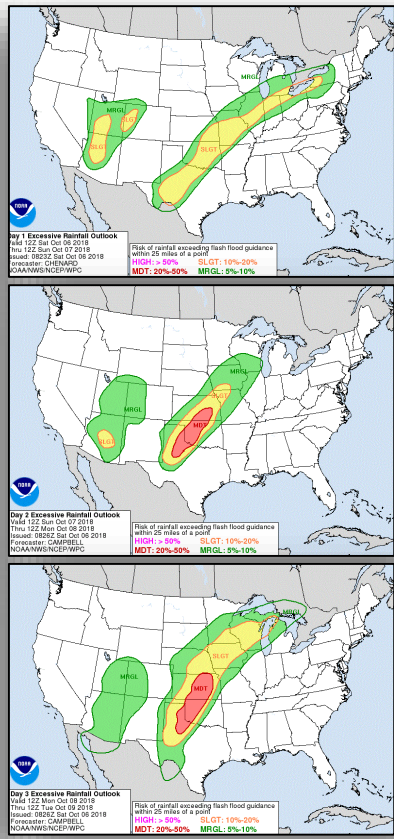 MRGL
MRGL
SLGT
SLGT
SLGT
NOAA
Day 1 Excessive Rainfall Outlook
Valid 12Z Sat Oct 06 2018
Thru 12Z Sun Oct 07 2018
Issued: 0823Z Sat Oct 06 2018
Forecaster: CHENARD
NOAA/NWS/NCEP/WPC
Risk of rainfall exceeding flash flood guidance
within 25 miles of a point
HIGH: > 50% SLGT: 10%-20%
MDT: 20%-50% MRGL: 5%-10%
MRGL
SLGT
MRGL
MDT
SLGT
NOAA
Day 2 Excessive Rainfall Outlook
Valid 12Z Sun Oct 07 2018
Thru 12Z Mon Oct 08 2018
Issued: 0826Z Sat Oct 06 2018
Forecaster: CAMPBELL
NOAA/NWS/NCEP/WPC
Risk of rainfall exceeding flash flood guidance
within 25 miles of a point
HIGH: > 50% SLGT: 10%-20%
MDT: 20%-50% MRGL: 5%-10%
MRGL
SLGT
MRGL
MDT
NOAA
Day 3 Excessive Rainfall Outlook
Valid 12Z Mon Oct 08 2018
Thru 12Z Tue Oct 09 2018
Issued: 0826Z Sat Oct 06 2018
Forecaster: CAMPBELL
NOAA/NWS/NCEP/WPC
Risk of rainfall exceeding flash flood guidance
within 25 miles of a point
HIGH: > 50% SLGT: 10%-20%
MDT: 20%-50% MRGL: 5%-10%